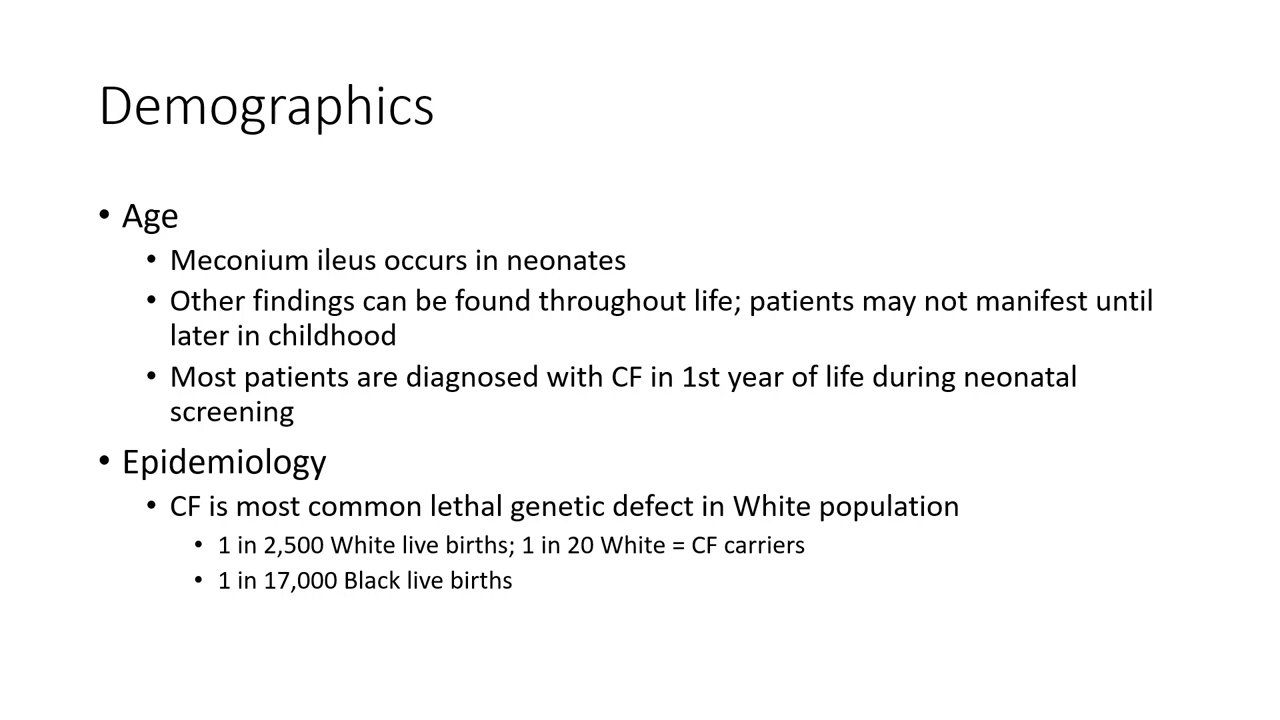 Demographics
• Age
• Meconium ileus occurs in neonates
• Other findings can be found throughout life; patients may not manifest until
later in childhood
• Most patients are diagnosed with CF in 1st year of life during neonatal
screening
• Epidemiology
• CF is most common lethal genetic defect in White population
• 1 in 2,500 White live births; 1 in 20 White = CF carriers
• 1 in 17,000 Black live births